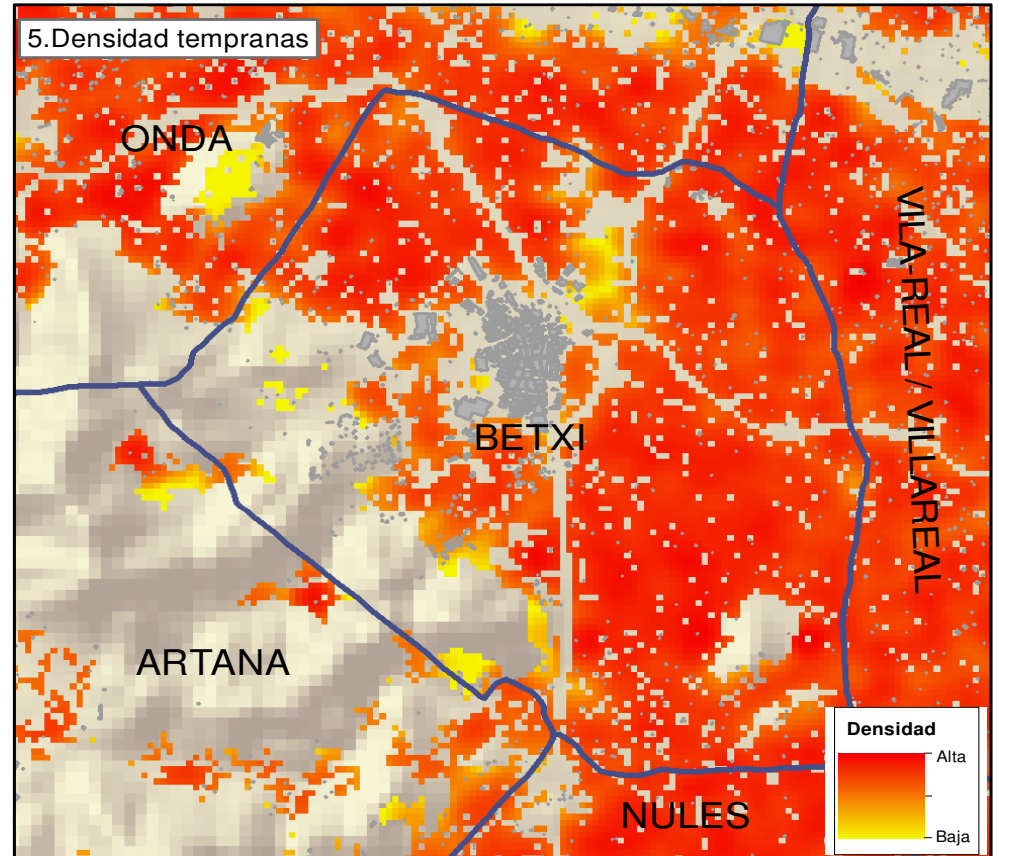 5.Densidad tempranas
ONDA
VILA-REAL / VILLAREAL
BETXI
ARTANA
NULES
Densidad
Alta
Baja